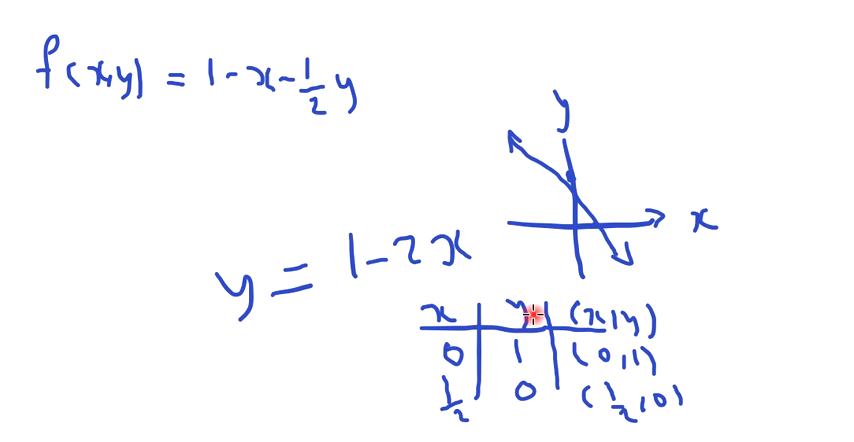 f(x,y) = 1 - x - 1/2 y
y
x
y = 1 - 2x
x | y | (x,y)
0 | 1 | (0,1)
1/2 | 0 | (1/2,0)